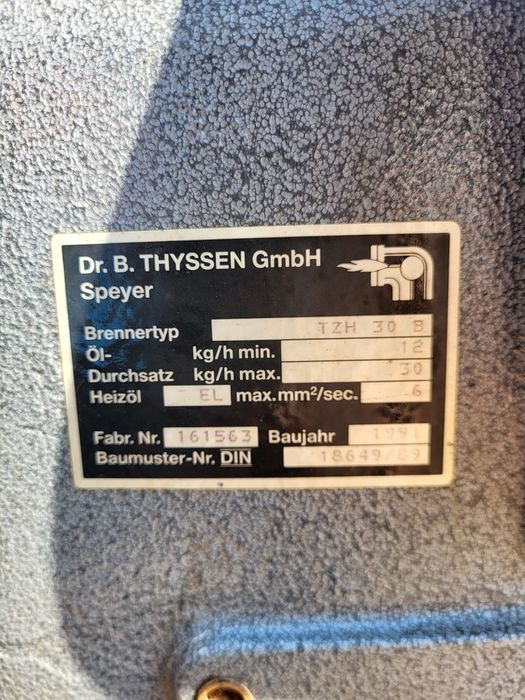 Dr. B. THYSSEN GmbH
Speyer
Brennertyp TZH 30 B
Öl- kg/h min. 12
Durchsatz kg/h max. 30
Heizöl EL max.mm²/sec. 6
Fabr. Nr. 161563 Baujahr 1991
Baumuster-Nr. DIN 18649/89